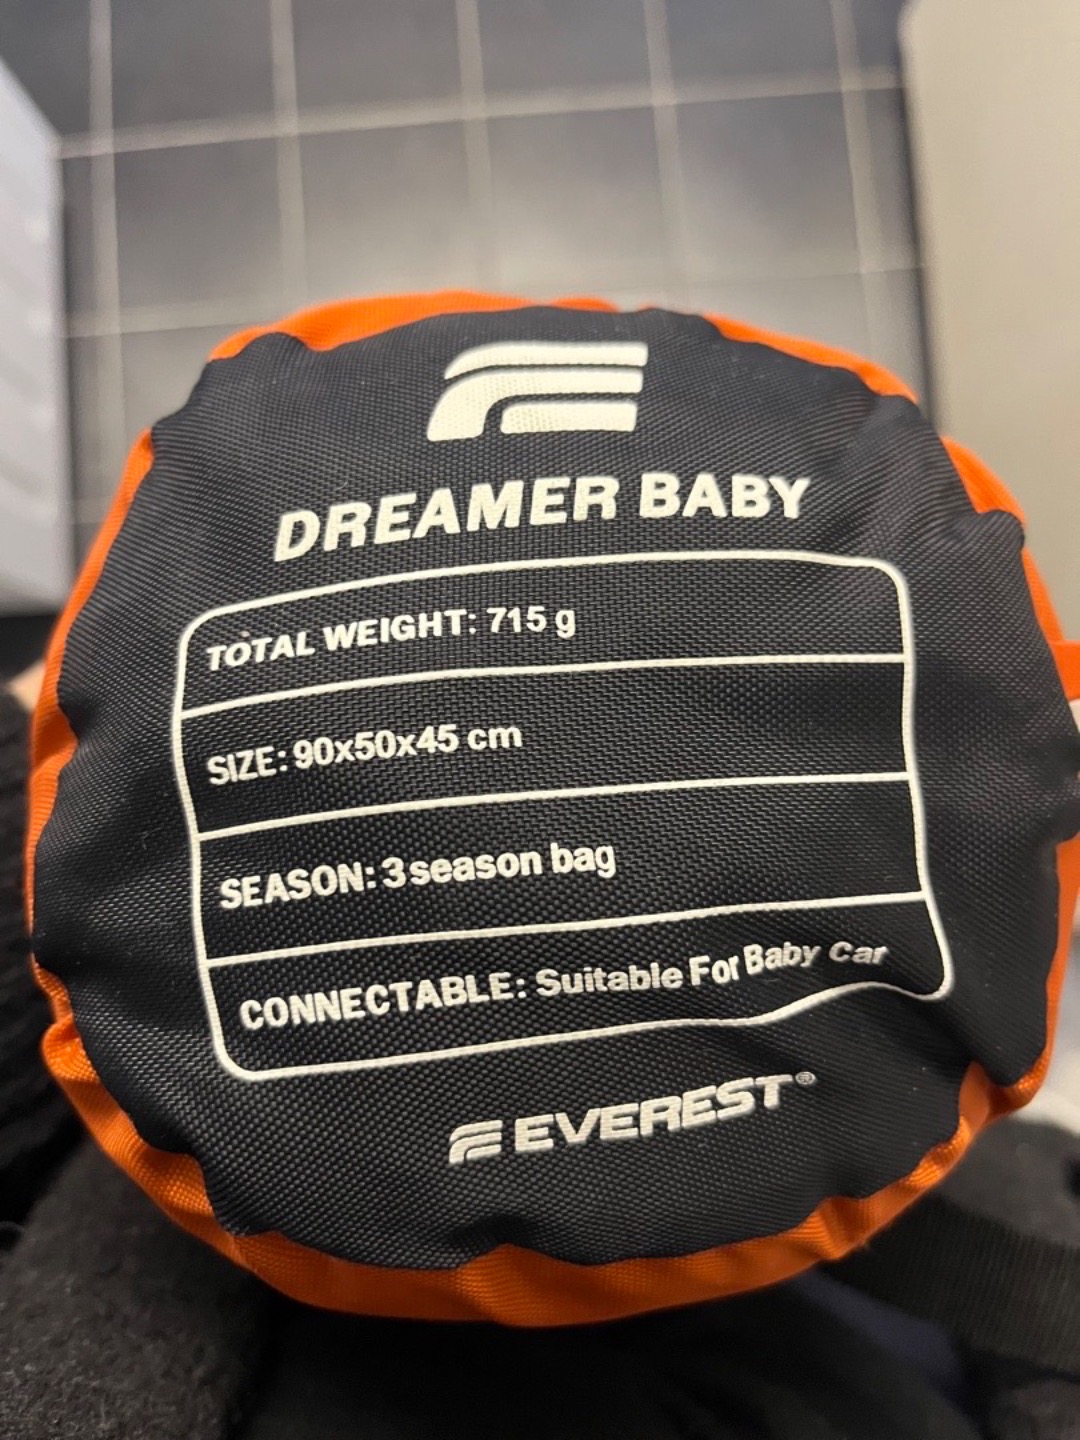 DREAMER BABY
TOTAL WEIGHT: 715 g
SIZE: 90x50x45 cm
SEASON: 3 season bag
CONNECTABLE: Suitable For Baby Car
EVEREST®